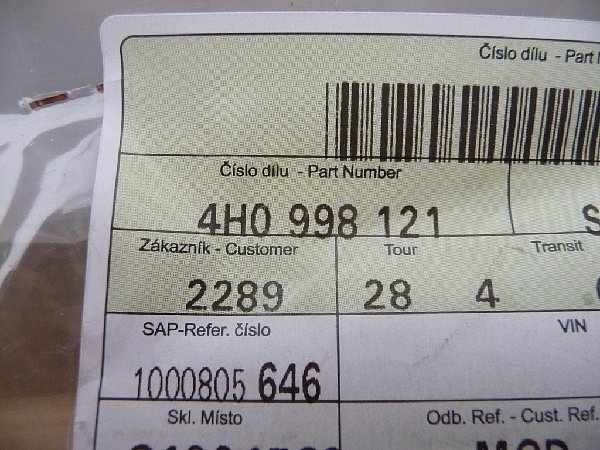 Číslo dílu - Part
Číslo dílu - Part Number
4H0 998 121
Zákazník - Customer Tour Transit
2289 28 4
SAP-Refer. číslo VIN
1000805 646
Skl. Místo Odb. Ref. - Cust. Ref.